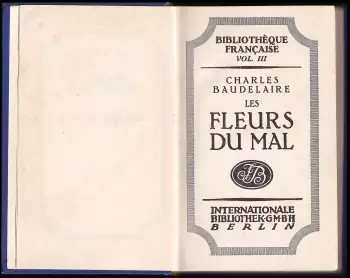 BIBLIOTHÈQUE
FRANÇAISE
VOL. III
CHARLES
BAUDELAIRE
LES
FLEURS
DU MAL
IB
INTERNATIONALE
BIBLIOTHEK·G·M·B·H
BERLIN